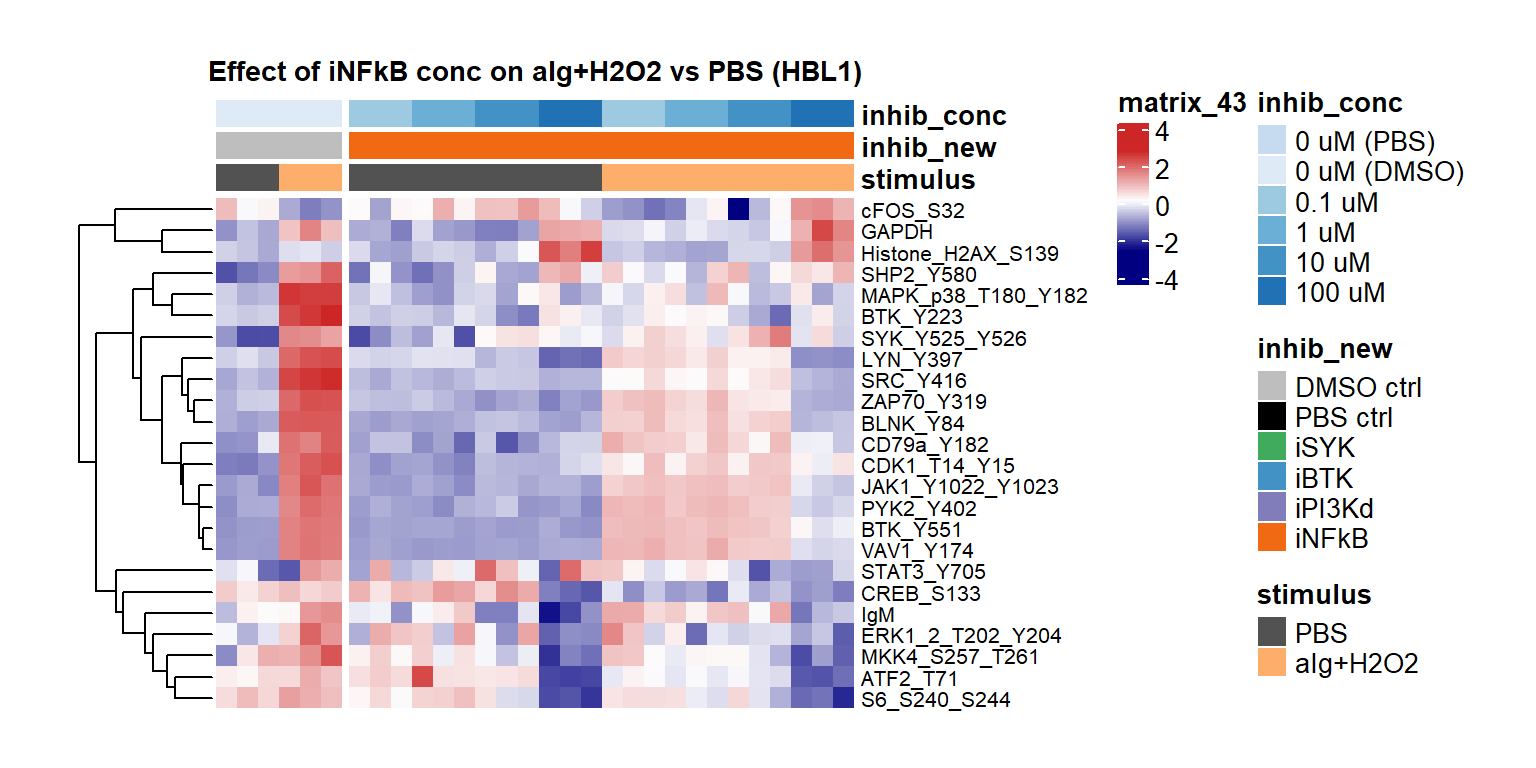 Effect of iNFkB conc on aIg+H2O2 vs PBS (HBL1)
inhib_conc
inhib_new
stimulus
cFOS_S32
GAPDH
Histone_H2AX_S139
SHP2_Y580
MAPK_p38_T180_Y182
BTK_Y223
SYK_Y525_Y526
LYN_Y397
SRC_Y416
ZAP70_Y319
BLNK_Y84
CD79a_Y182
CDK1_T14_Y15
JAK1_Y1022_Y1023
PYK2_Y402
BTK_Y551
VAV1_Y174
STAT3_Y705
CREB_S133
IgM
ERK1_2_T202_Y204
MKK4_S257_T261
ATF2_T71
S6_S240_S244
matrix_43
4
2
0
-2
-4
inhib_conc
0 uM (PBS)
0 uM (DMSO)
0.1 uM
1 uM
10 uM
100 uM
inhib_new
DMSO ctrl
PBS ctrl
iSYK
iBTK
iPI3Kd
iNFkB
stimulus
PBS
aIg+H2O2